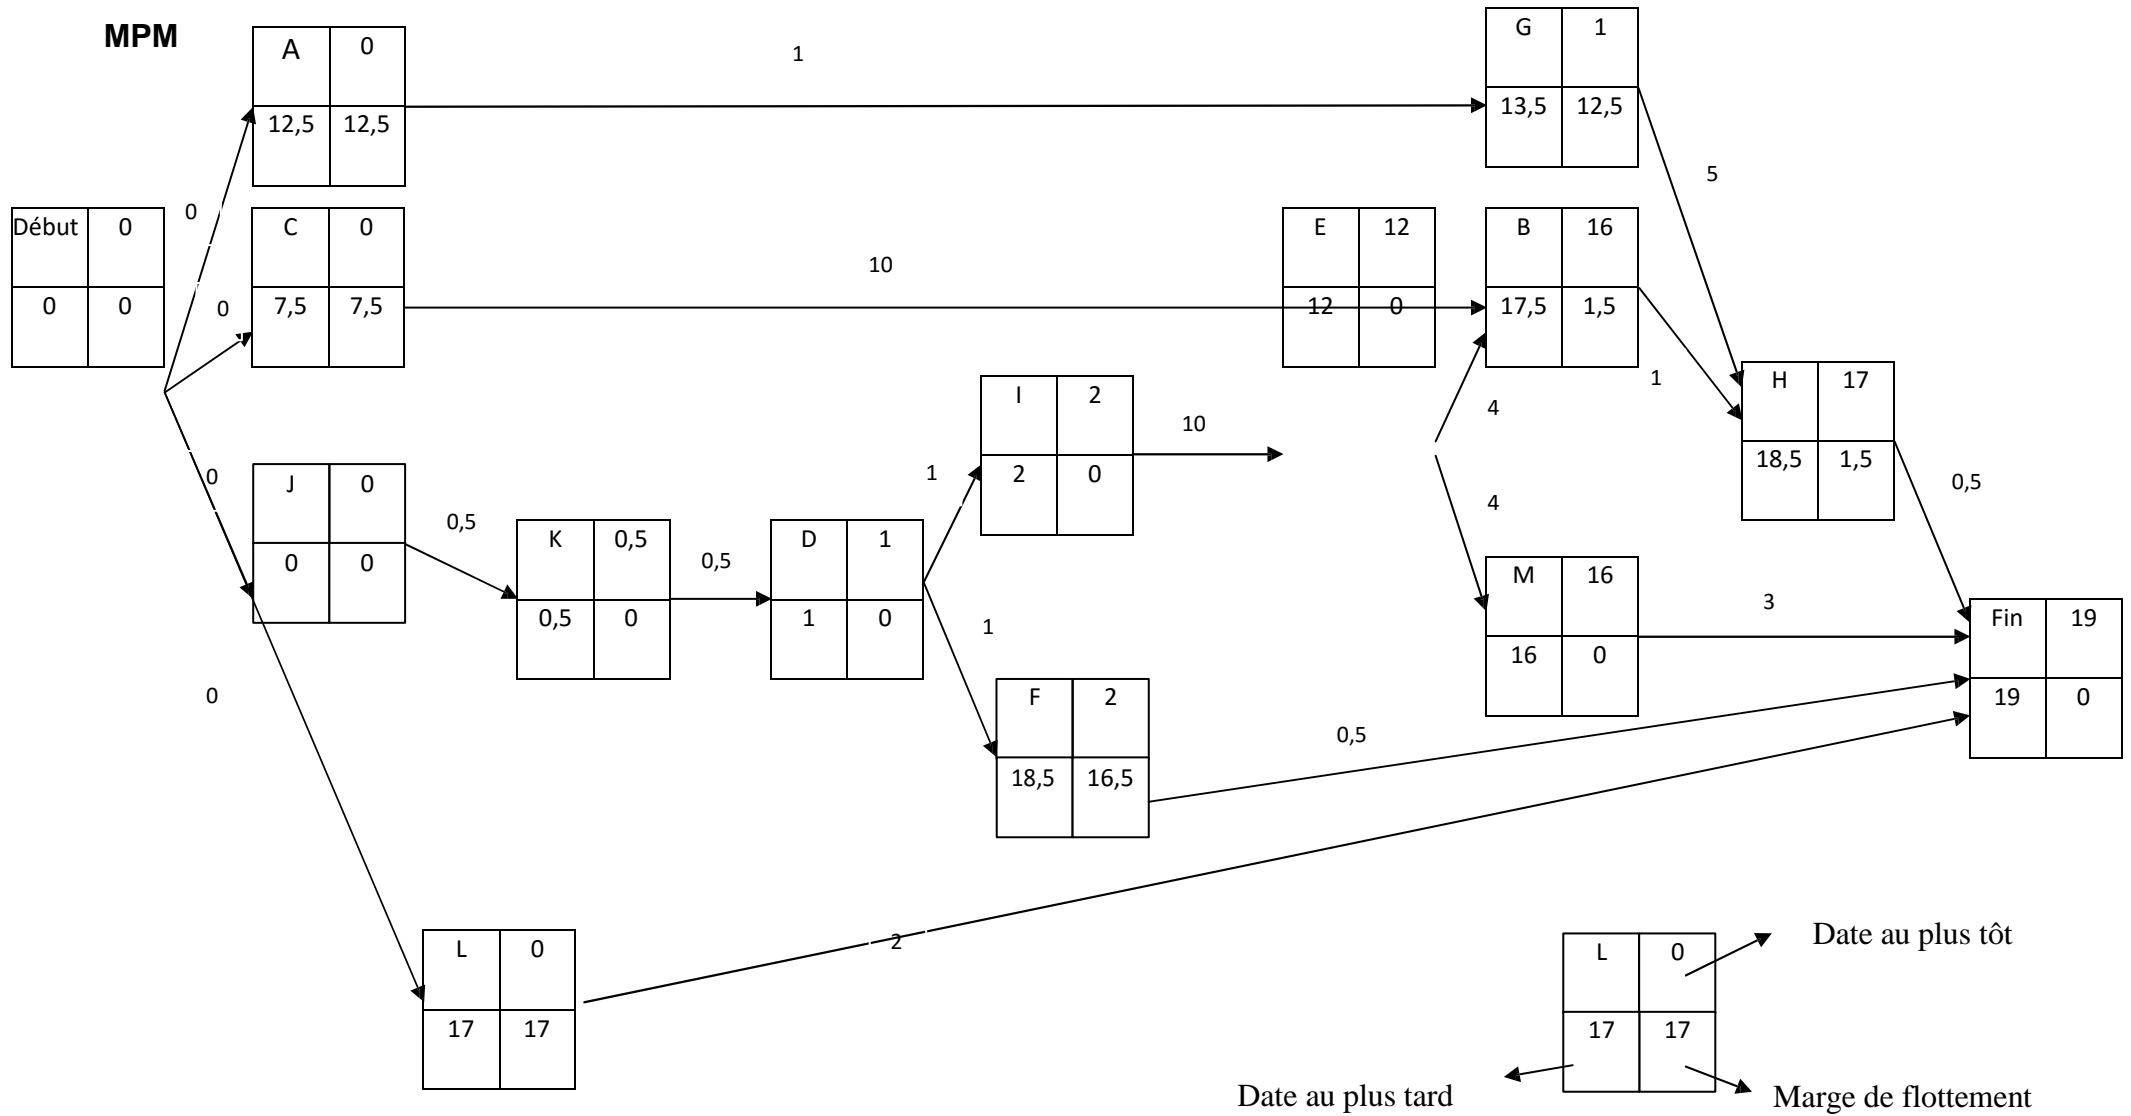 MPM
A 0
12,5 12,5
1
G 1
13,5 12,5
5
Début 0
0 0
0
C 0
7,5 7,5
0
10
E 12
12 0
B 16
17,5 1,5
1
I 2
2 0
10
4
4
H 17
18,5 1,5
0,5
0
J 0
0 0
0,5
K 0,5
0,5 0
0,5
D 1
1 0
1
1
M 16
16 0
3
Fin 19
19 0
0
F 2
18,5 16,5
0,5
L 0
17 17
2
L 0
17 17
Date au plus tôt
Date au plus tard
Marge de flottement